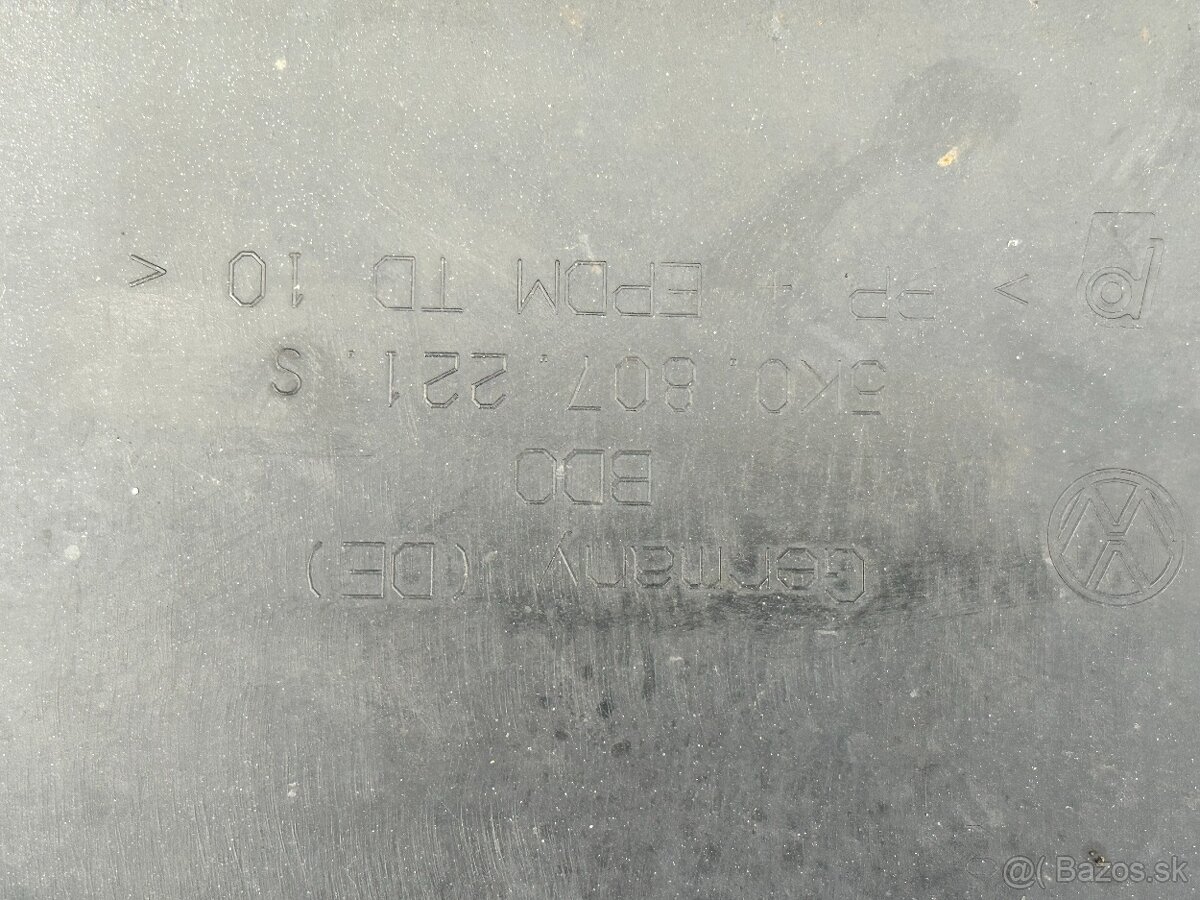 Germany (DE)
BDO
5K0.807.221.S
> PP + EPDM TD 10 <
@( Bazos.sk